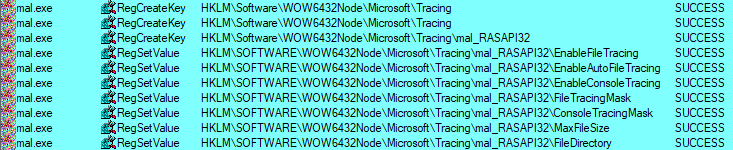 mal.exe RegCreateKey HKLM\Software\WOW6432Node\Microsoft\Tracing SUCCESS
mal.exe RegCreateKey HKLM\Software\WOW6432Node\Microsoft\Tracing SUCCESS
mal.exe RegCreateKey HKLM\Software\WOW6432Node\Microsoft\Tracing\mal_RASAPI32 SUCCESS
mal.exe RegSetValue HKLM\SOFTWARE\WOW6432Node\Microsoft\Tracing\mal_RASAPI32\EnableFileTracing SUCCESS
mal.exe RegSetValue HKLM\SOFTWARE\WOW6432Node\Microsoft\Tracing\mal_RASAPI32\EnableAutoFileTracing SUCCESS
mal.exe RegSetValue HKLM\SOFTWARE\WOW6432Node\Microsoft\Tracing\mal_RASAPI32\EnableConsoleTracing SUCCESS
mal.exe RegSetValue HKLM\SOFTWARE\WOW6432Node\Microsoft\Tracing\mal_RASAPI32\FileTracingMask SUCCESS
mal.exe RegSetValue HKLM\SOFTWARE\WOW6432Node\Microsoft\Tracing\mal_RASAPI32\ConsoleTracingMask SUCCESS
mal.exe RegSetValue HKLM\SOFTWARE\WOW6432Node\Microsoft\Tracing\mal_RASAPI32\MaxFileSize SUCCESS
mal.exe RegSetValue HKLM\SOFTWARE\WOW6432Node\Microsoft\Tracing\mal_RASAPI32\FileDirectory SUCCESS